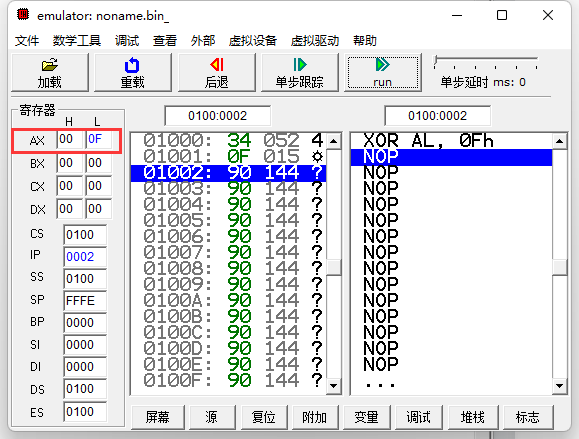 emulator: noname.bin_
文件 数学工具 调试 查看 外部 虚拟设备 虚拟驱动 帮助
加载 重载 后退 单步跟踪 run 单步延时 ms: 0
寄存器
H L
AX 00 0F
BX 00 00
CX 00 00
DX 00 00
CS 0100
IP 0002
SS 0100
SP FFFE
BP 0000
SI 0000
DI 0000
DS 0100
ES 0100
0100:0002
01000: 34 052 4
01001: 0F 015 ☼
01002: 90 144 ?
01003: 90 144 ?
01004: 90 144 ?
01005: 90 144 ?
01006: 90 144 ?
01007: 90 144 ?
01008: 90 144 ?
01009: 90 144 ?
0100A: 90 144 ?
0100B: 90 144 ?
0100C: 90 144 ?
0100D: 90 144 ?
0100E: 90 144 ?
0100F: 90 144 ?
0100:0002
XOR AL, 0Fh
NOP
NOP
NOP
NOP
NOP
NOP
NOP
NOP
NOP
NOP
NOP
NOP
NOP
NOP
...
屏幕 源 复位 附加 变量 调试 堆栈 标志